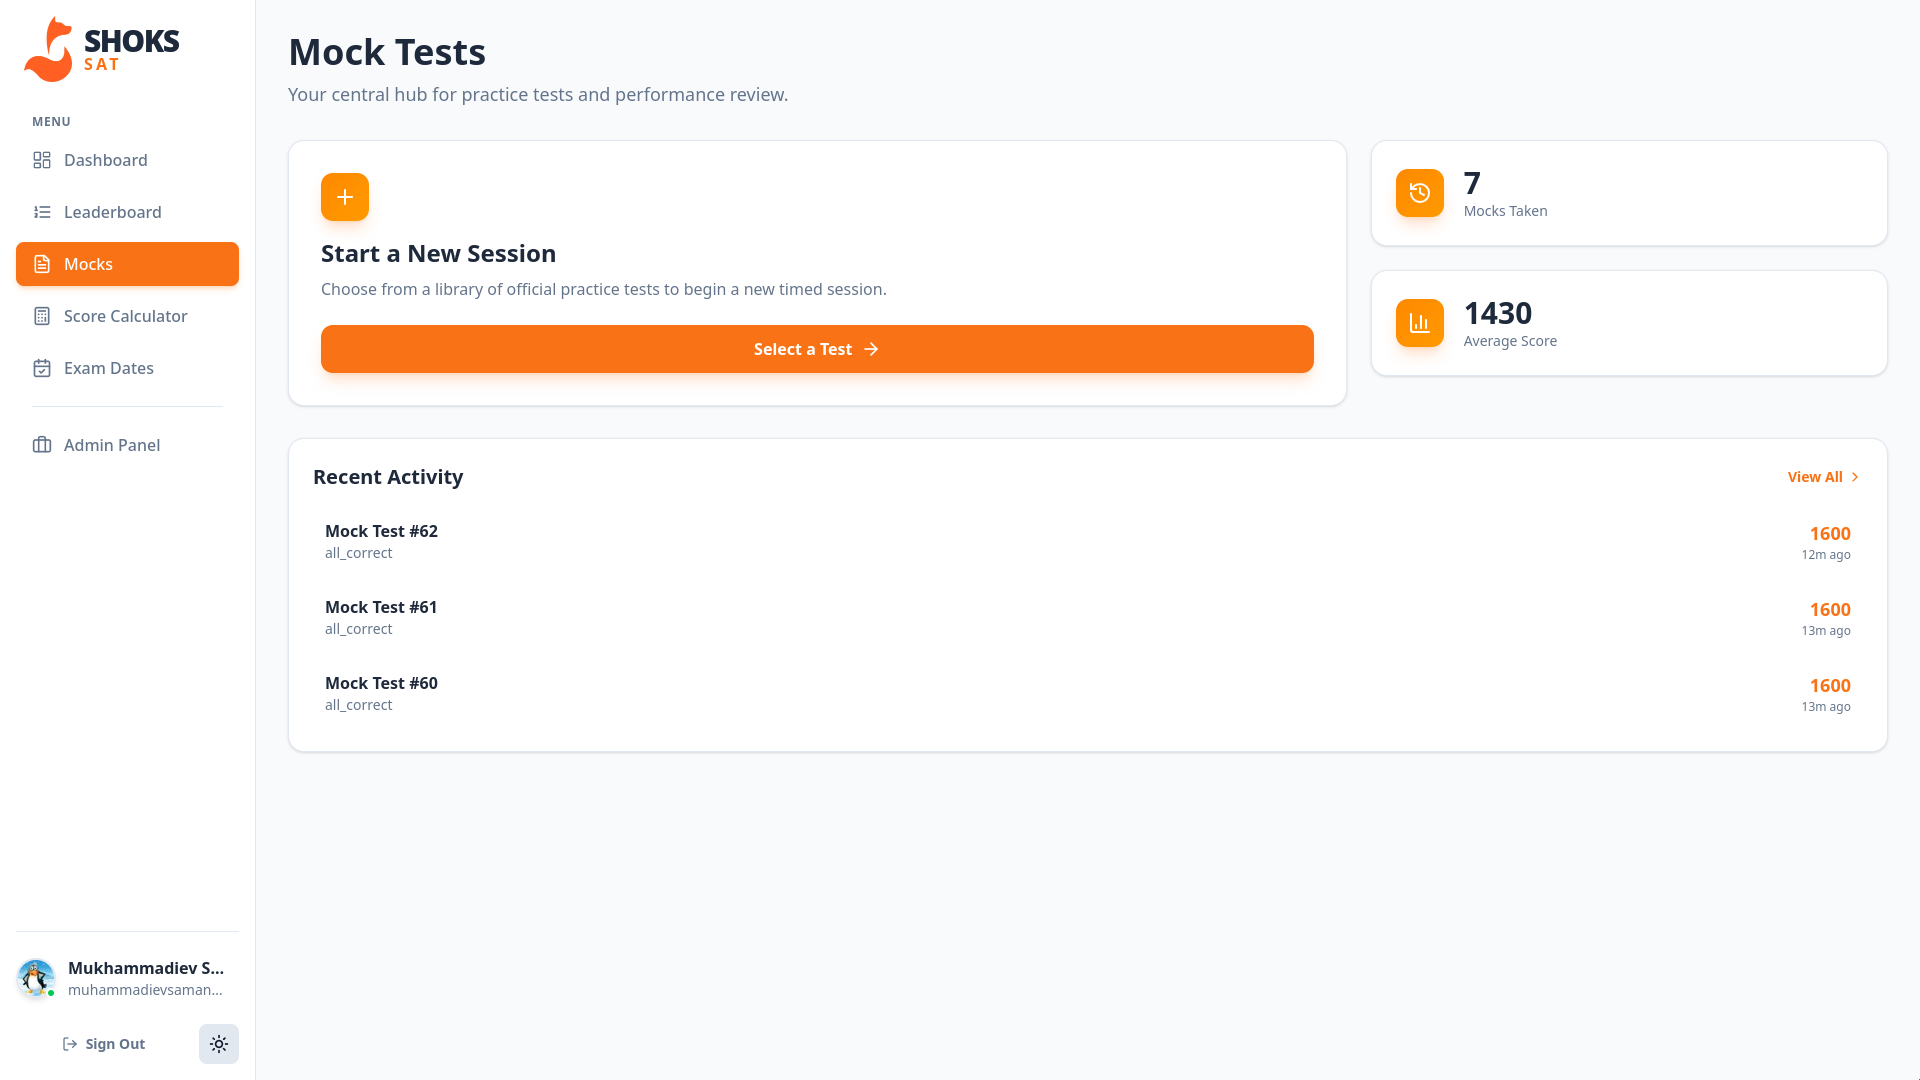 SHOKS
SAT
MENU
Dashboard
Leaderboard
Mocks
Score Calculator
Exam Dates
Admin Panel
Mukhammadiev S...
muhammadievsaman...
Sign Out
Mock Tests
Your central hub for practice tests and performance review.
Start a New Session
Choose from a library of official practice tests to begin a new timed session.
Select a Test
7
Mocks Taken
1430
Average Score
Recent Activity
View All
Mock Test #62
all_correct
1600
12m ago
Mock Test #61
all_correct
1600
13m ago
Mock Test #60
all_correct
1600
13m ago